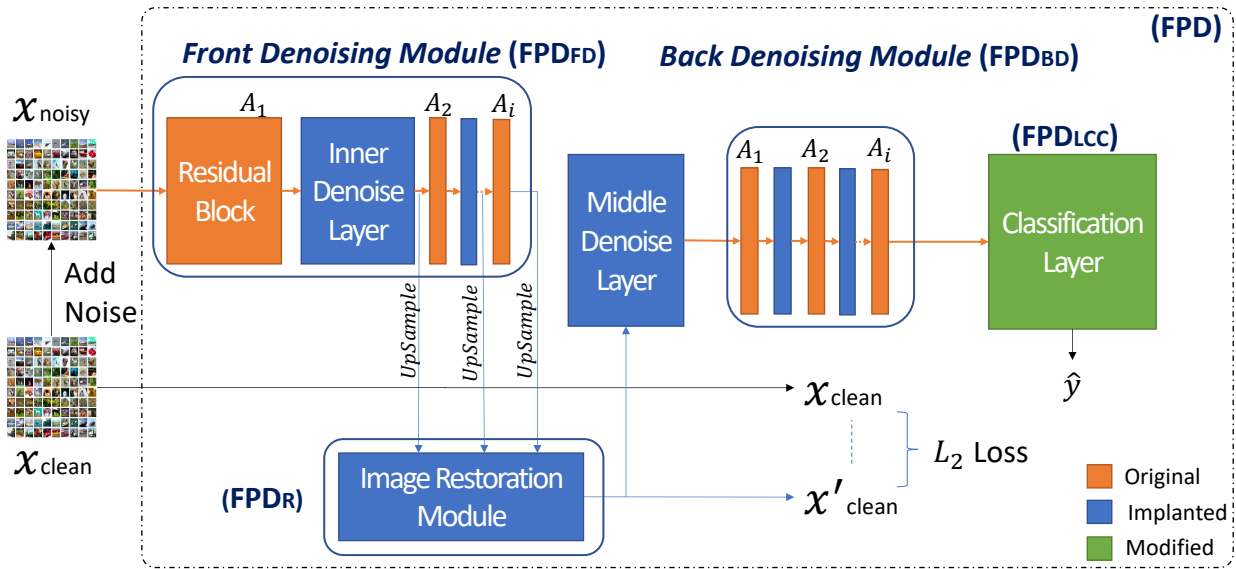 (FPD)
Front Denoising Module (FPDFD)
Back Denoising Module (FPDBD)
x noisy
A1
A2
Ai
Residual
Block
Inner
Denoise
Layer
Middle
Denoise
Layer
A1
A2
Ai
(FPDLCC)
Classification
Layer
Add
Noise
UpSample
UpSample
UpSample
ŷ
x clean
x clean
L2 Loss
x′ clean
(FPDR)
Image Restoration
Module
Original
Implanted
Modified